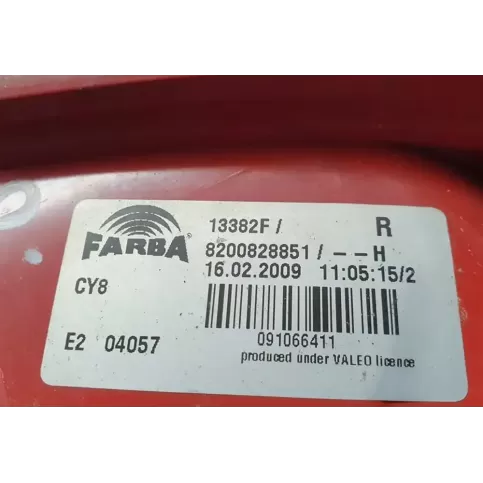 FARBA
13382F / R
8200828851 / – – H
16.02.2009 11:05:15/2
CY8
E2 04057
091066411
produced under VALEO licence